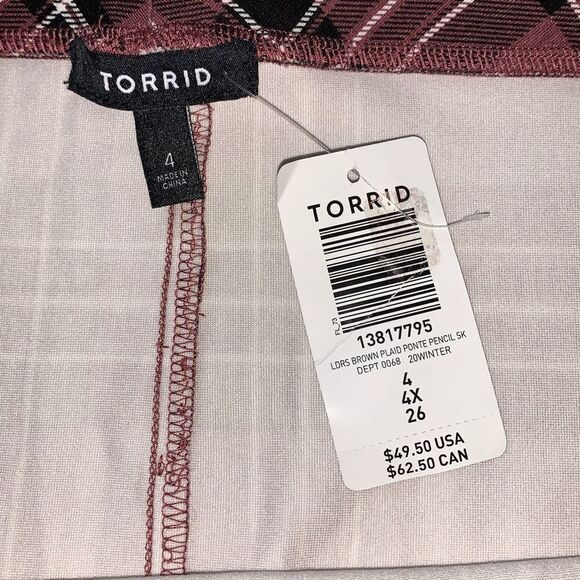 TORRID
4
MADE IN
CHINA
TORRID
FL_73
13817795
LDRS BROWN PLAID PONTE PENCIL SK
DEPT 0068 20WINTER
4
4X
26
$49.50 USA
$62.50 CAN